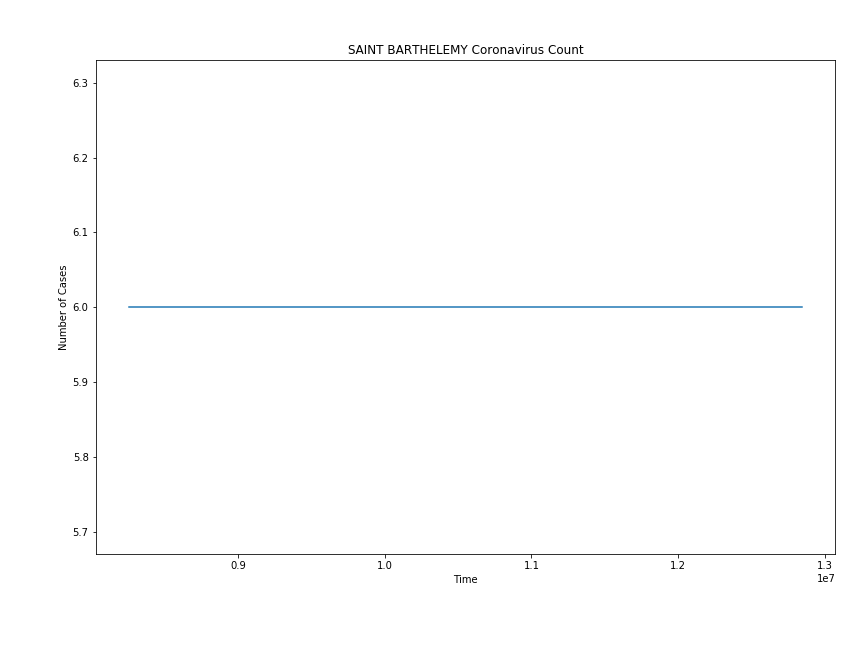 SAINT BARTHELEMY Coronavirus Count
6.3
6.2
6.1
6.0
5.9
5.8
5.7
Number of Cases
0.9 1.0 1.1 1.2 1.3
1e7
Time